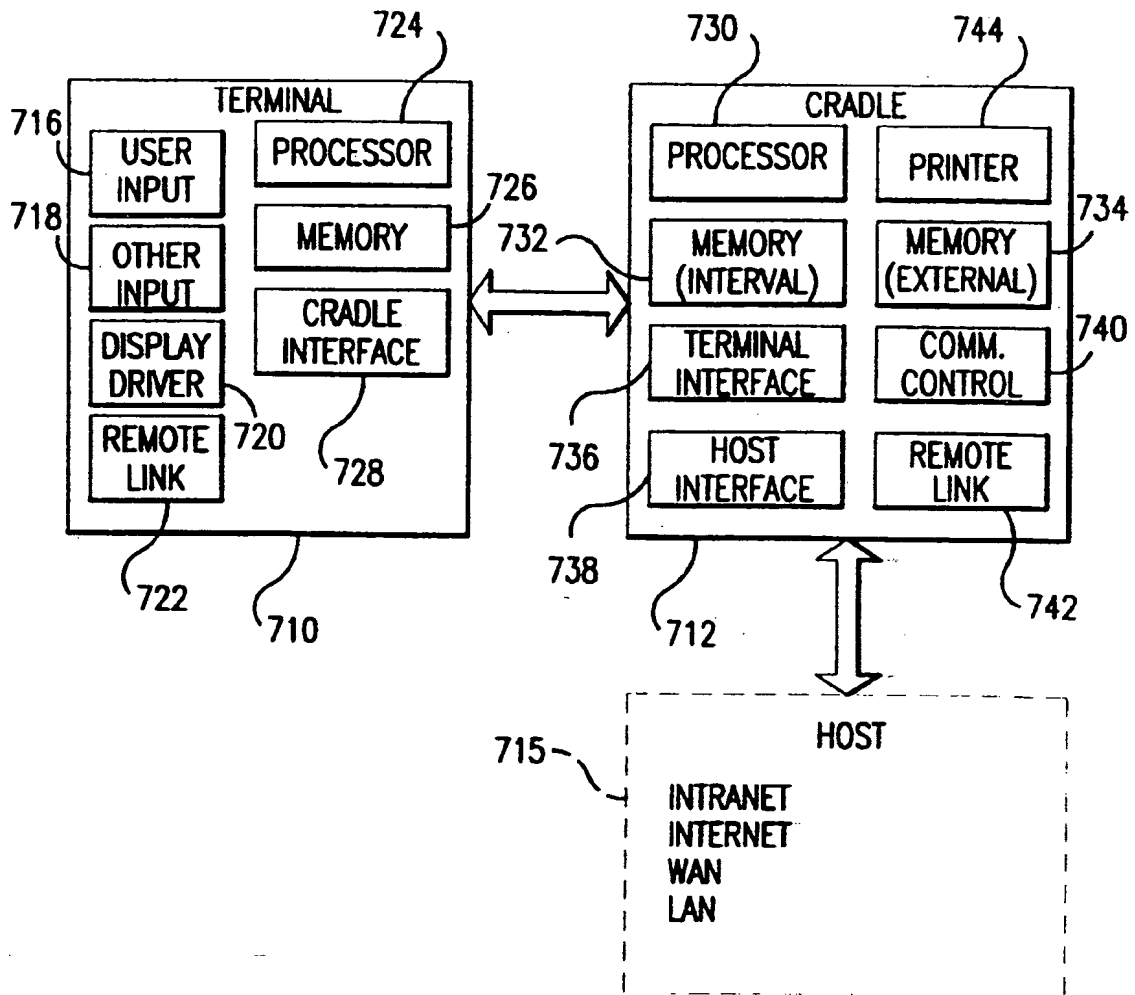 724
730
744
TERMINAL
CRADLE
716
USER
INPUT
PROCESSOR
PROCESSOR
PRINTER
726
734
718
OTHER
INPUT
MEMORY
732
MEMORY
(INTERVAL)
MEMORY
(EXTERNAL)
CRADLE
INTERFACE
DISPLAY
DRIVER
TERMINAL
INTERFACE
COMM.
CONTROL
740
720
REMOTE
LINK
728
736
HOST
INTERFACE
REMOTE
LINK
722
710
738
712
742
715
HOST
INTRANET
INTERNET
WAN
LAN